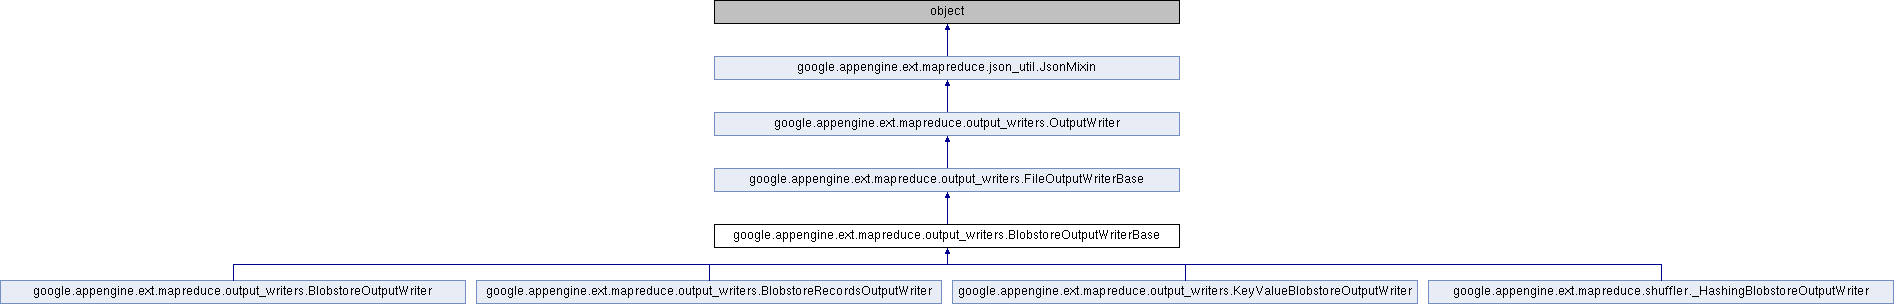 object
google.appengine.ext.mapreduce.json_util.JsonMixin
google.appengine.ext.mapreduce.output_writers.OutputWriter
google.appengine.ext.mapreduce.output_writers.FileOutputWriterBase
google.appengine.ext.mapreduce.output_writers.BlobstoreOutputWriterBase
google.appengine.ext.mapreduce.output_writers.BlobstoreOutputWriter
google.appengine.ext.mapreduce.output_writers.BlobstoreRecordsOutputWriter
google.appengine.ext.mapreduce.output_writers.KeyValueBlobstoreOutputWriter
google.appengine.ext.mapreduce.shuffler._HashingBlobstoreOutputWriter